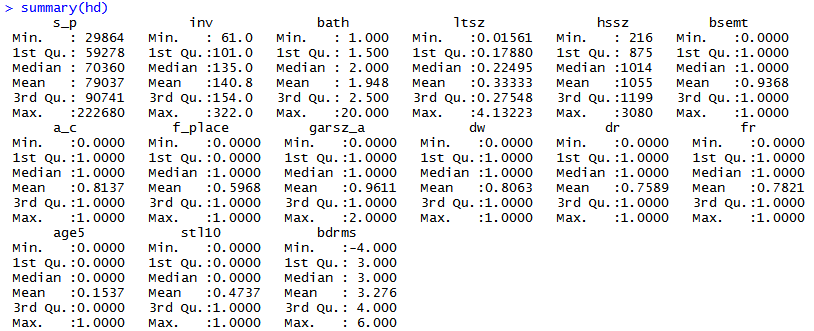 > summary(hd)
      s_p              inv             bath             ltsz              hssz          bsemt
 Min.   : 29864   Min.   : 61.0   Min.   : 1.000   Min.   :0.01561   Min.   : 216   Min.   :0.0000
 1st Qu.: 59278   1st Qu.:101.0   1st Qu.: 1.500   1st Qu.:0.17880   1st Qu.: 875   1st Qu.:1.0000
 Median : 70360   Median :135.0   Median : 2.000   Median :0.22495   Median :1014   Median :1.0000
 Mean   : 79037   Mean   :140.8   Mean   : 1.948   Mean   :0.33333   Mean   :1055   Mean   :0.9368
 3rd Qu.: 90741   3rd Qu.:154.0   3rd Qu.: 2.500   3rd Qu.:0.27548   3rd Qu.:1199   3rd Qu.:1.0000
 Max.   :222680   Max.   :322.0   Max.   :20.000   Max.   :4.13223   Max.   :3080   Max.   :1.0000
      a_c            f_place          garsz_a             dw               dr               fr
 Min.   :0.0000   Min.   :0.0000   Min.   :0.0000   Min.   :0.0000   Min.   :0.0000   Min.   :0.0000
 1st Qu.:1.0000   1st Qu.:0.0000   1st Qu.:1.0000   1st Qu.:1.0000   1st Qu.:1.0000   1st Qu.:1.0000
 Median :1.0000   Median :1.0000   Median :1.0000   Median :1.0000   Median :1.0000   Median :1.0000
 Mean   :0.8137   Mean   :0.5968   Mean   :0.9611   Mean   :0.8063   Mean   :0.7589   Mean   :0.7821
 3rd Qu.:1.0000   3rd Qu.:1.0000   3rd Qu.:1.0000   3rd Qu.:1.0000   3rd Qu.:1.0000   3rd Qu.:1.0000
 Max.   :1.0000   Max.   :1.0000   Max.   :2.0000   Max.   :1.0000   Max.   :1.0000   Max.   :1.0000
      age5            stl10            bdrms
 Min.   :0.0000   Min.   :0.0000   Min.   :-4.000
 1st Qu.:0.0000   1st Qu.:0.0000   1st Qu.: 3.000
 Median :0.0000   Median :0.0000   Median : 3.000
 Mean   :0.1537   Mean   :0.4737   Mean   : 3.276
 3rd Qu.:0.0000   3rd Qu.:1.0000   3rd Qu.: 4.000
 Max.   :1.0000   Max.   :1.0000   Max.   : 6.000